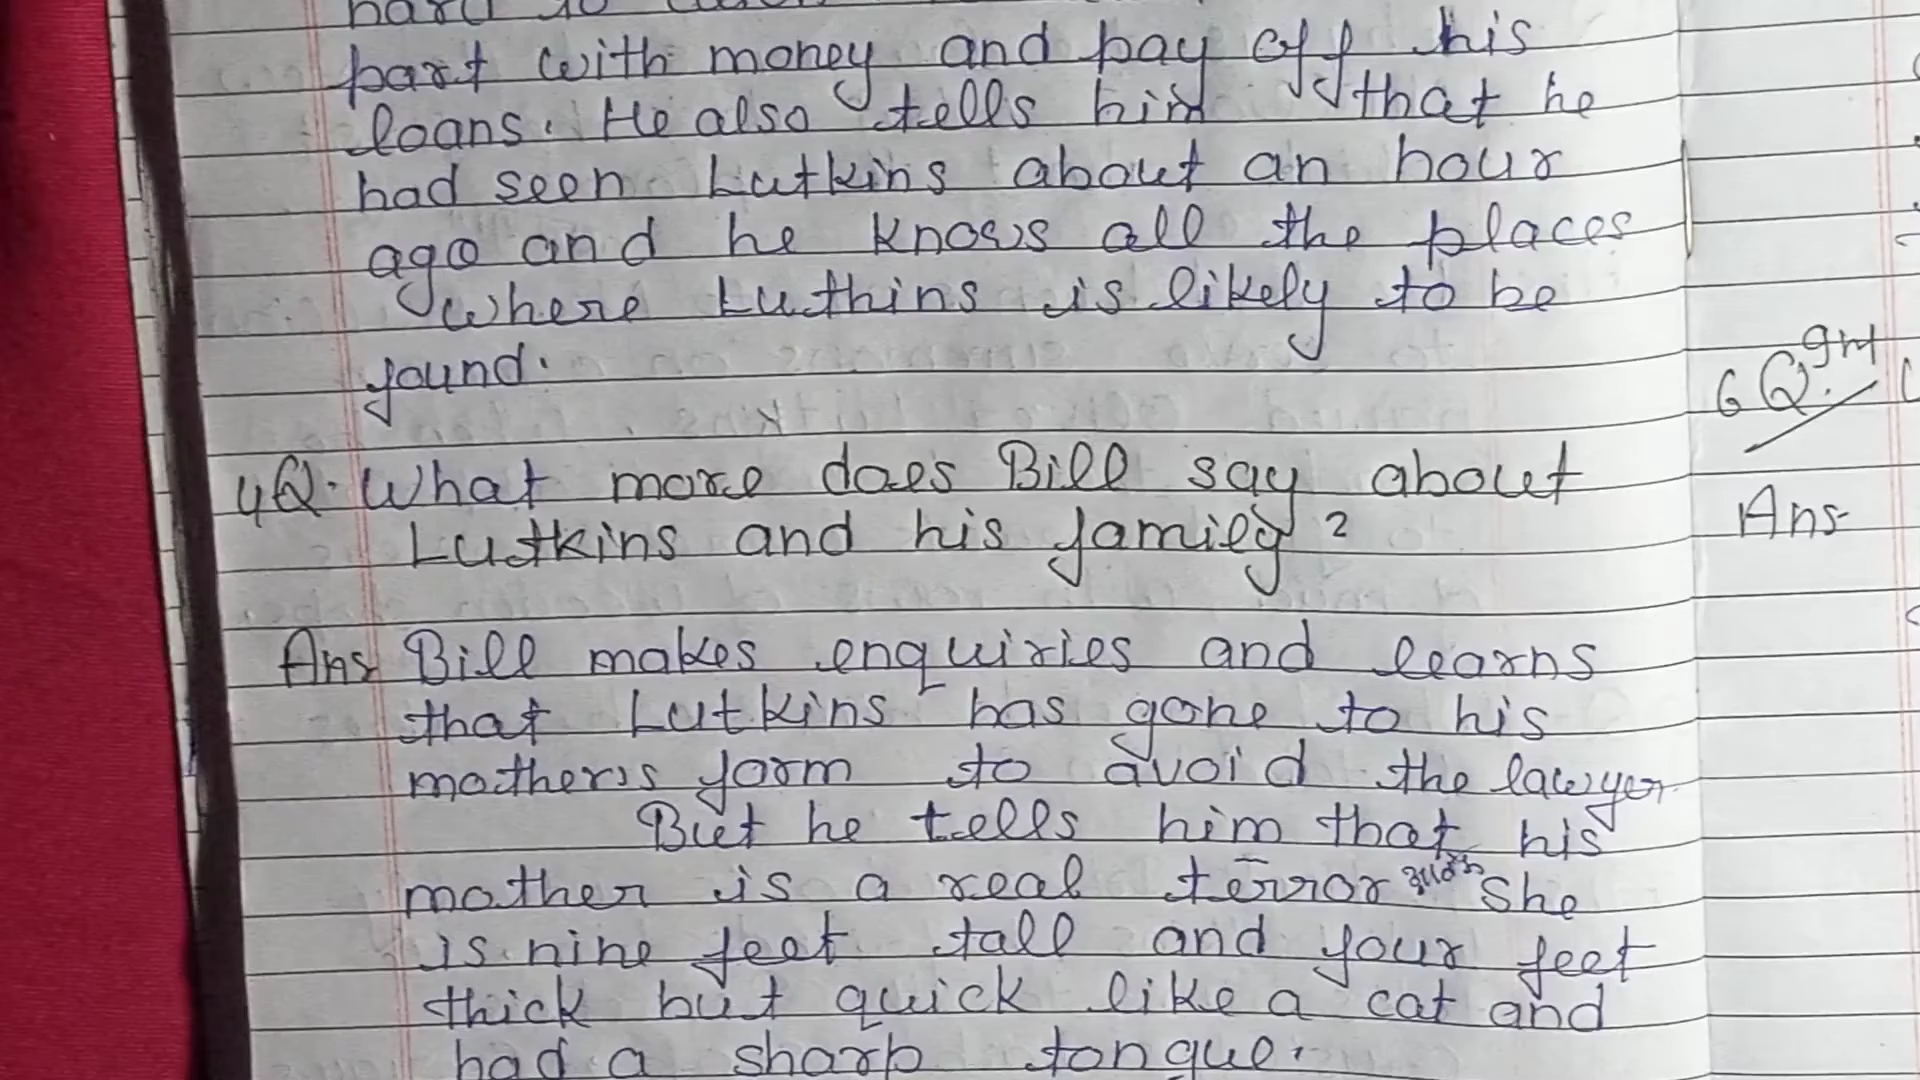 part with money and pay off his
loans. He also tells him that he
had seen Lutkins about an hour
ago and he knows all the places
where Luthins is likely to be
found.
4Q. What more does Bill say about
Lutkins and his family?
Ans Bill makes enquiries and learns
that Lutkins has gone to his
mother's farm to avoid the lawyer
But he tells him that his
mother is a real terror She
is nine feet tall and four feet
thick but quick like a cat and
had a sharp tongue.
6 Q.
Ans